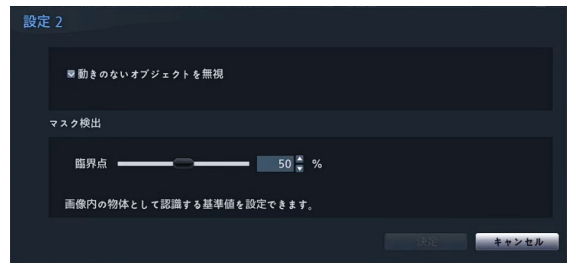 設定 2
動きのないオブジェクトを無視
マスク検出
臨界点 50 %
画像内の物体として認識する基準値を設定できます。
決定 キャンセル